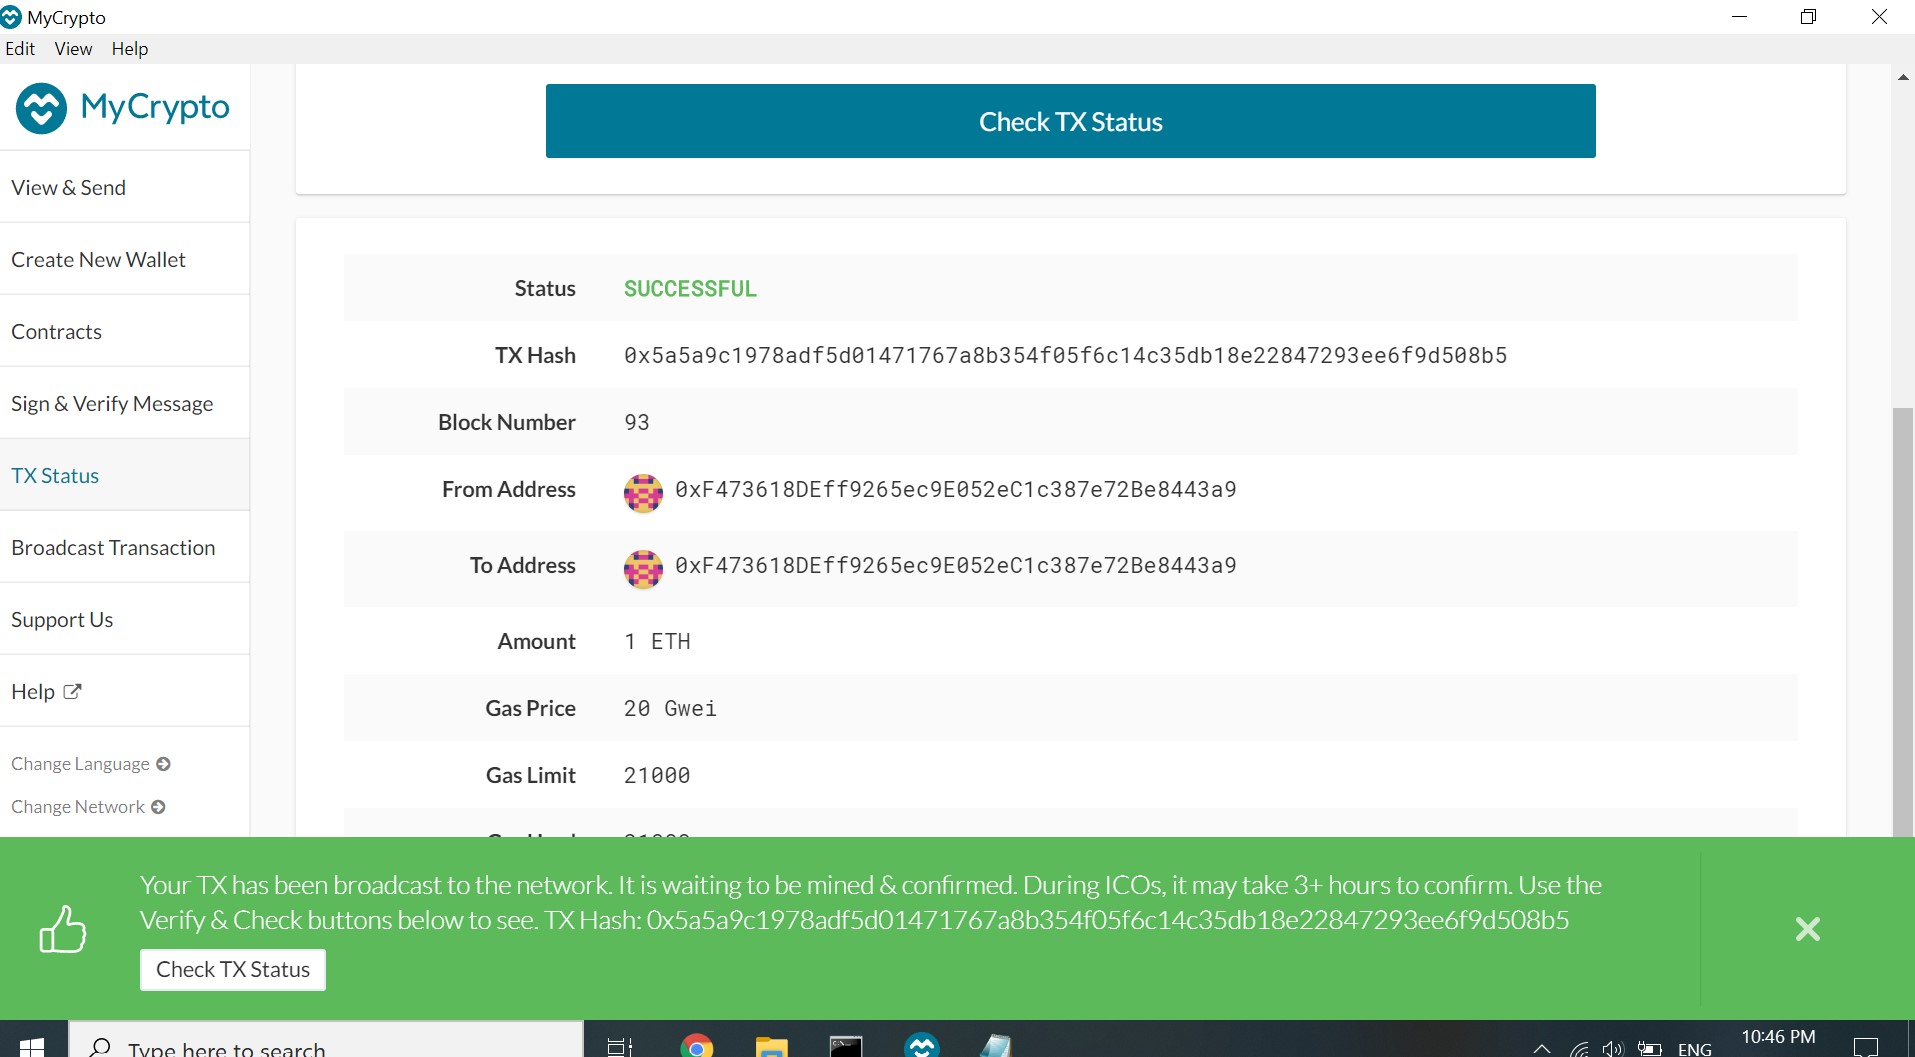 MyCrypto
Edit View Help
MyCrypto
View & Send
Create New Wallet
Contracts
Sign & Verify Message
TX Status
Broadcast Transaction
Support Us
Help
Change Language
Change Network
Check TX Status
Status SUCCESSFUL
TX Hash 0x5a5a9c1978adf5d01471767a8b354f05f6c14c35db18e22847293ee6f9d508b5
Block Number 93
From Address 0xF473618DEff9265ec9E052eC1c387e72Be8443a9
To Address 0xF473618DEff9265ec9E052eC1c387e72Be8443a9
Amount 1 ETH
Gas Price 20 Gwei
Gas Limit 21000
Your TX has been broadcast to the network. It is waiting to be mined & confirmed. During ICOs, it may take 3+ hours to confirm. Use the
Verify & Check buttons below to see. TX Hash: 0x5a5a9c1978adf5d01471767a8b354f05f6c14c35db18e22847293ee6f9d508b5
Check TX Status
Type here to search
ENG
10:46 PM